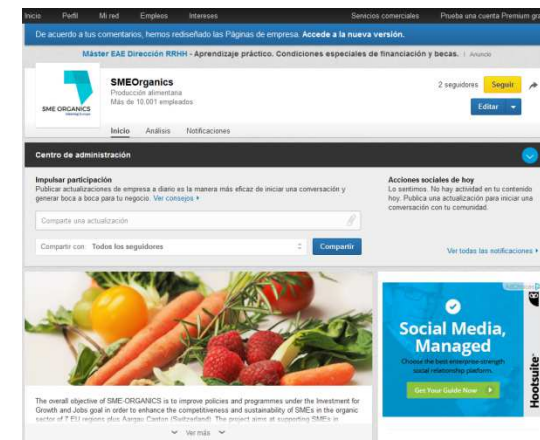 Inicio Perfil Mi red Empleos Intereses Servicios comerciales Prueba una cuenta Premium gra
De acuerdo a tus comentarios, hemos rediseñado las Páginas de empresa. Accede a la nueva versión.
Máster EAE Dirección RRHH - Aprendizaje práctico. Condiciones especiales de financiación y becas. | Anuncio
SME ORGANICS
SMEOrganics
Producción alimentaria
Más de 10.001 empleados
2 seguidores Seguir
Editar
Inicio Análisis Notificaciones
Centro de administración
Impulsar participación
Publicar actualizaciones de empresa a diario es la manera más eficaz de iniciar una conversación y
generar boca a boca para tu negocio. Ver consejos
Acciones sociales de hoy
Lo sentimos. No hay actividad en tu contenido
hoy. Publica una actualización para iniciar una
conversación con tu comunidad.
Comparte una actualización
Compartir con: Todos los seguidores Compartir
Ver todas las notificaciones
AdChoices
Social Media,
Managed
Choose the best enterprise-strength
social relationship platform.
Get Your Guide Now
Hootsuite
The overall objective of SME-ORGANICS is to improve policies and programmes under the Investment for
Growth and Jobs goal in order to enhance the competitiveness and sustainability of SMEs in the organic
sector of 7 EU regions plus Aargau Canton (Switzerland). The project aims at supporting SMEs in
Ver más